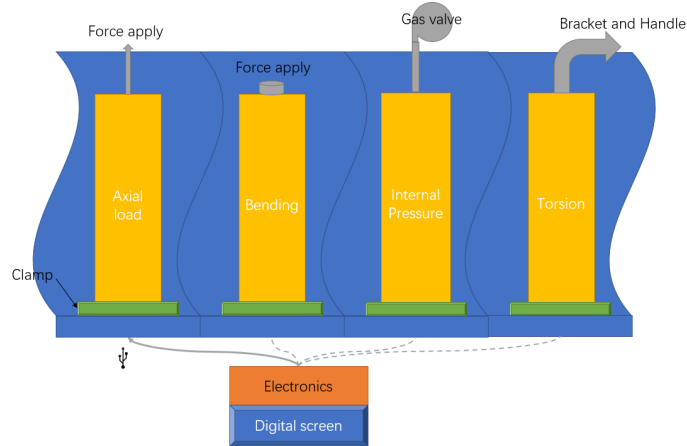 Gas valve
Force apply
Bracket and Handle
Force apply
Axial
load
Bending
Internal
Pressure
Torsion
Clamp
Electronics
Digital screen